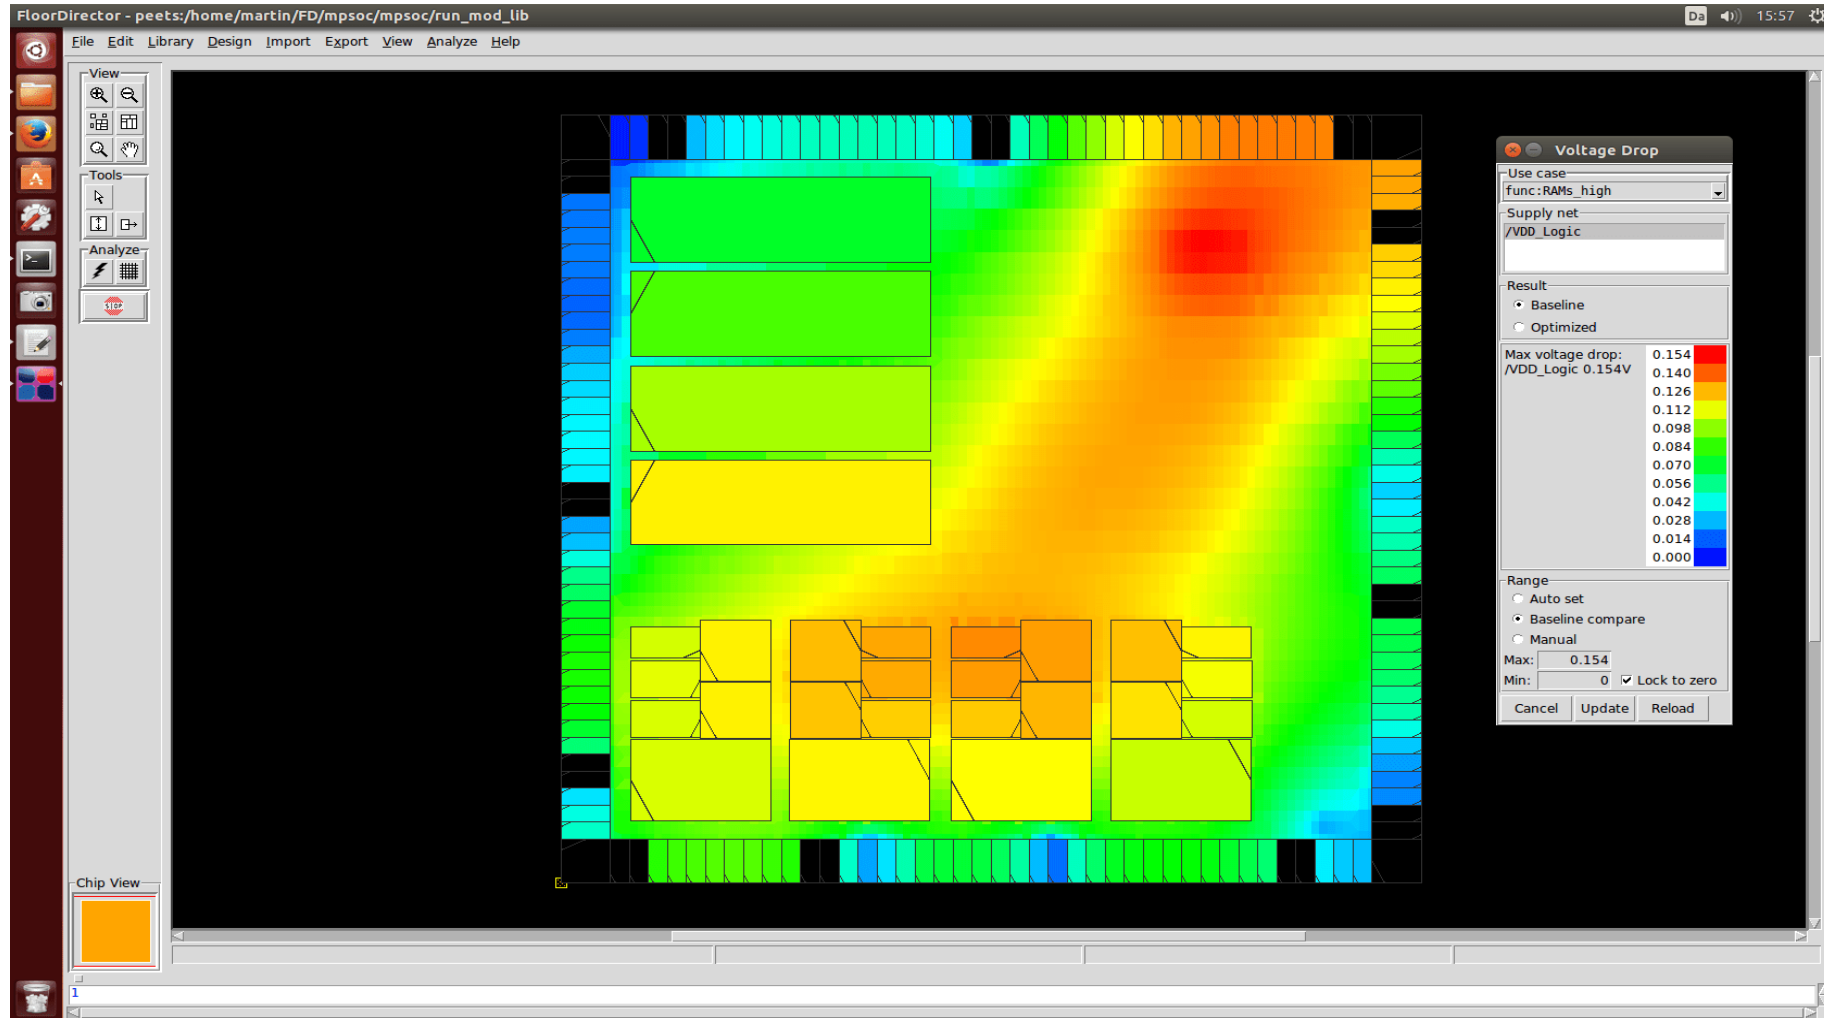 FloorDirector - peets:/home/martin/FD/mpsoc/mpsoc/run_mod_lib
Da
15:57
File Edit Library Design Import Export View Analyze Help
View
Tools
Analyze
STOP
Chip View
1
Voltage Drop
Use case
func:RAMs_high
Supply net
/VDD_Logic
Result
Baseline
Optimized
Max voltage drop:
/VDD_Logic 0.154V
0.154
0.140
0.126
0.112
0.098
0.084
0.070
0.056
0.042
0.028
0.014
0.000
Range
Auto set
Baseline compare
Manual
Max: 0.154
Min: 0 Lock to zero
Cancel Update Reload